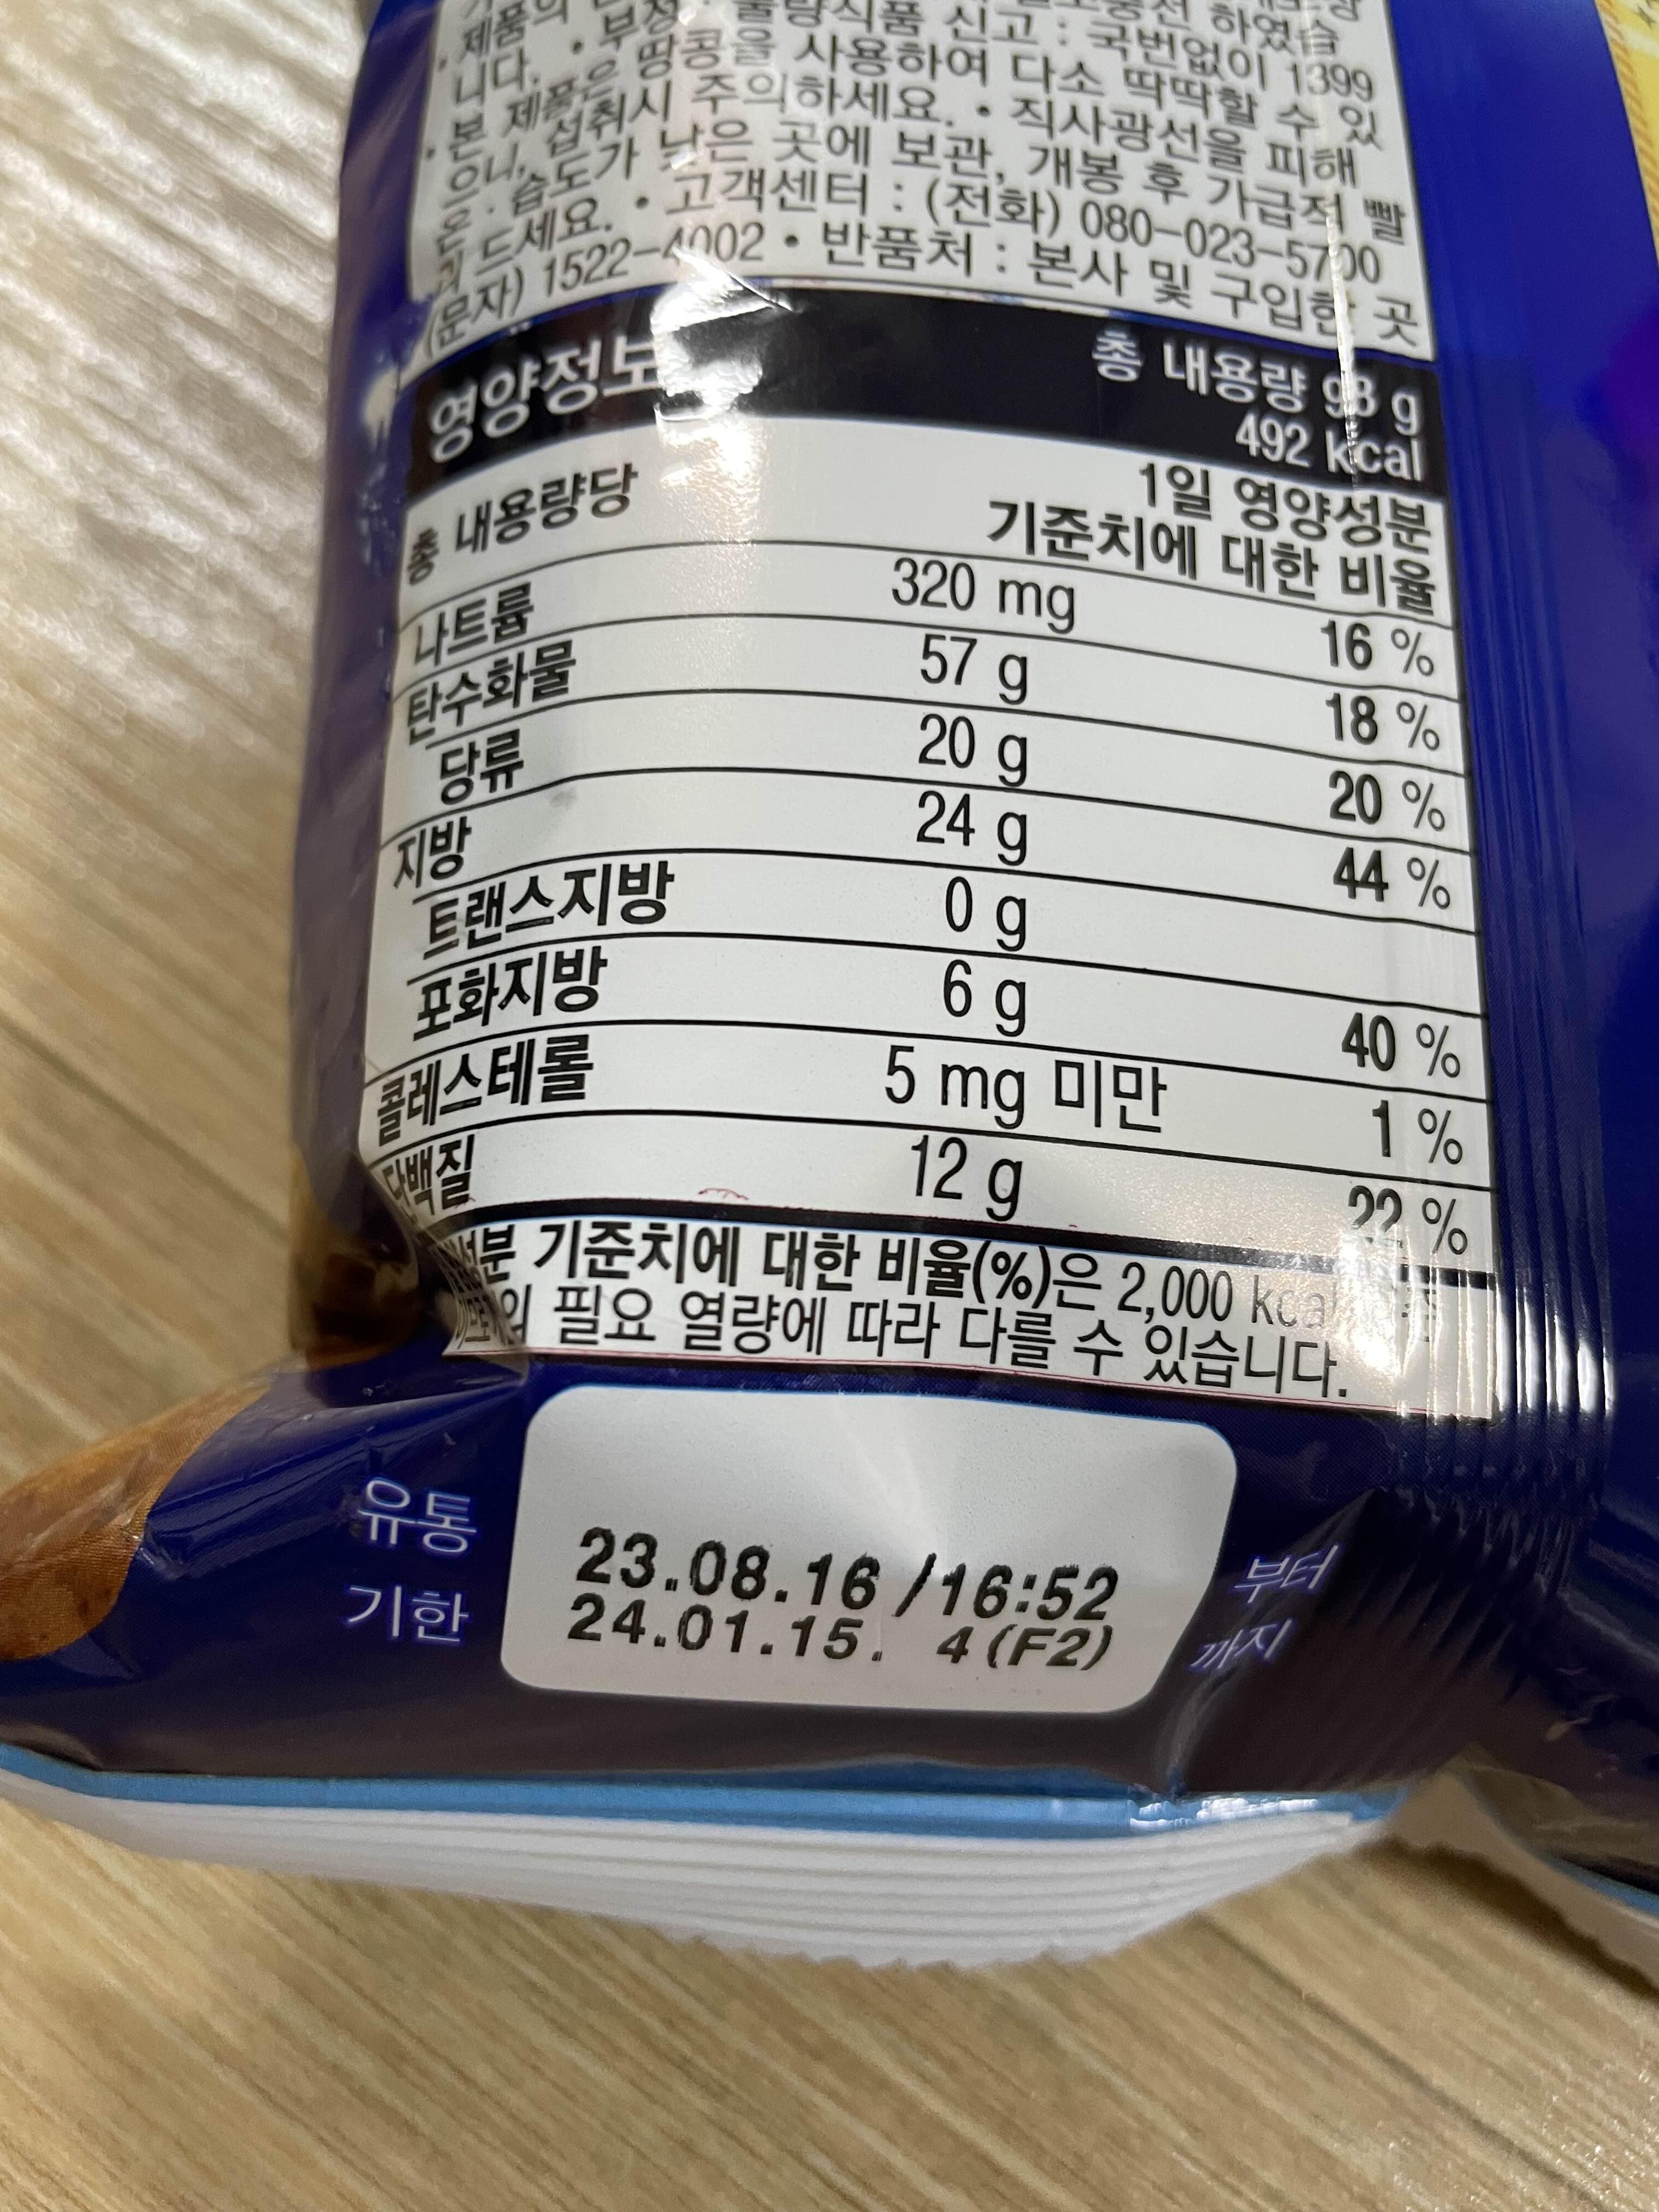 제품의
불량식품 신고 : 국번없이 1399
하였습
니다. • 부정
• 본 제품은 땅콩을 사용하여 다소 딱딱할 수 있
으니, 섭취시 주의하세요. • 직사광선을 피해
습도가 낮은 곳에 보관, 개봉 후 가급적 빨
리 드세요. • 고객센터 : (전화) 080-023-5700
(문자) 1522-4002 • 반품처 : 본사 및 구입한 곳
영양정보
총 내용량 98 g
492 kcal
총 내용량당
1일 영양성분
기준치에 대한 비율
나트륨 320 mg 16 %
탄수화물 57 g 18 %
당류 20 g 20 %
지방 24 g 44 %
트랜스지방 0 g
포화지방 6 g 40 %
콜레스테롤 5 mg 미만 1 %
단백질 12 g 22 %
기준치에 대한 비율(%)은 2,000 kcal
필요 열량에 따라 다를 수 있습니다.
유통
기한
23.08.16 /16:52
24.01.15. 4(F2)
부터
까지